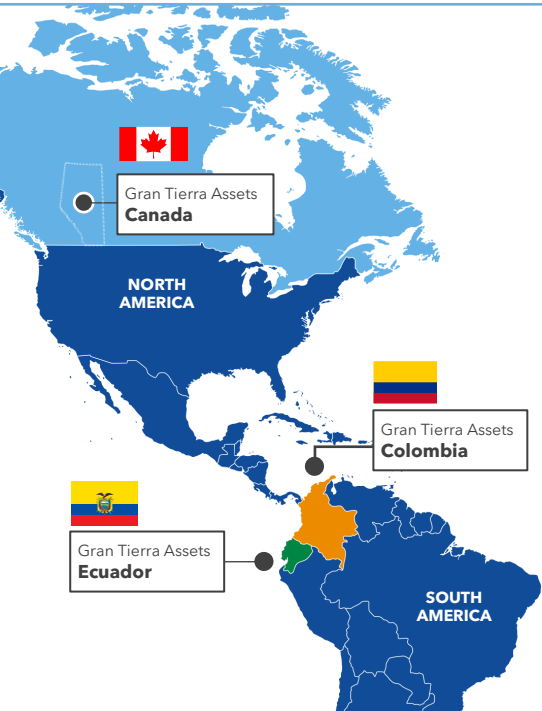 Gran Tierra Assets
Canada
NORTH
AMERICA
Gran Tierra Assets
Colombia
Gran Tierra Assets
Ecuador
SOUTH
AMERICA